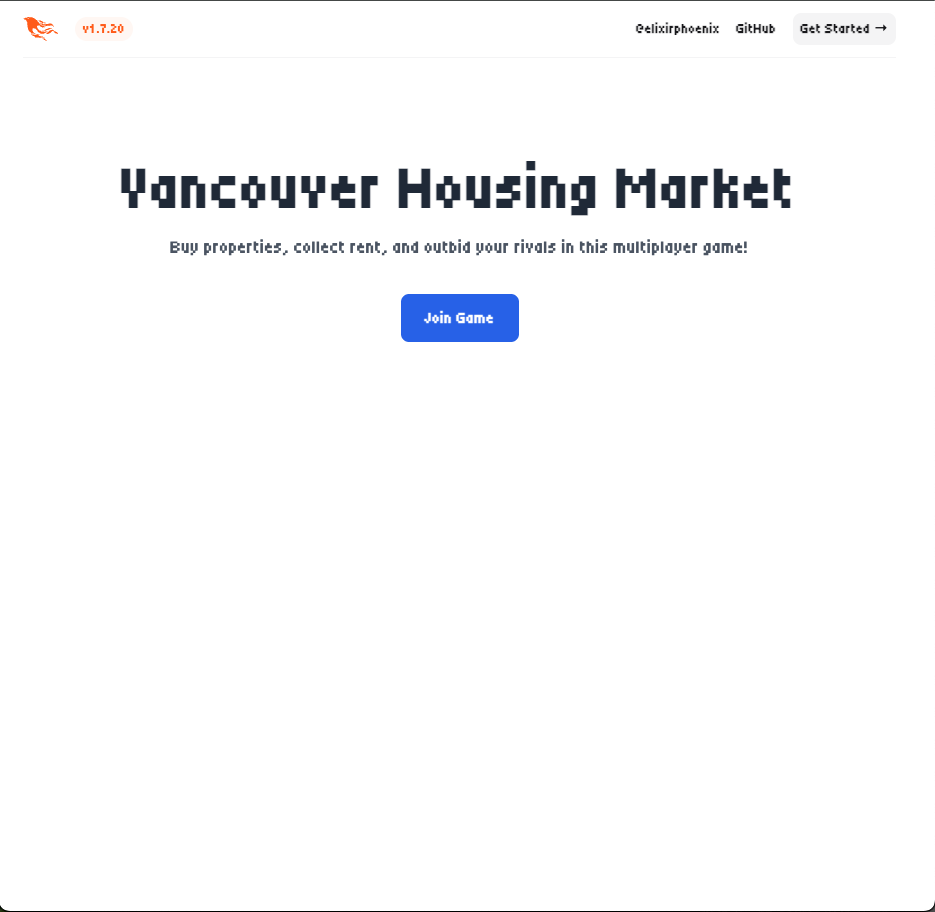 v1.7.20
@elixirphoenix
GitHub
Get Started →
Vancouver Housing Market
Buy properties, collect rent, and outbid your rivals in this multiplayer game!
Join Game